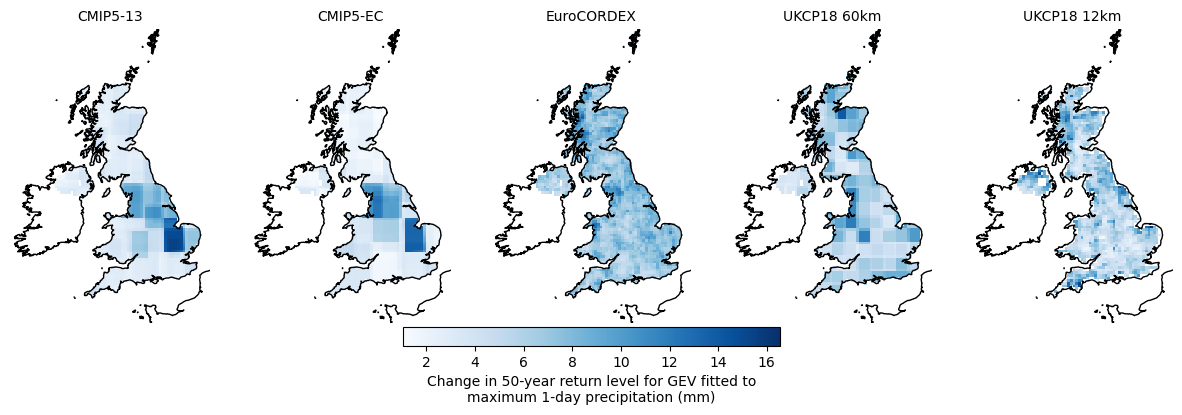 CMIP5-13
CMIP5-EC
EuroCORDEX
UKCP18 60km
UKCP18 12km
2 4 6 8 10 12 14 16
Change in 50-year return level for GEV fitted to
maximum 1-day precipitation (mm)